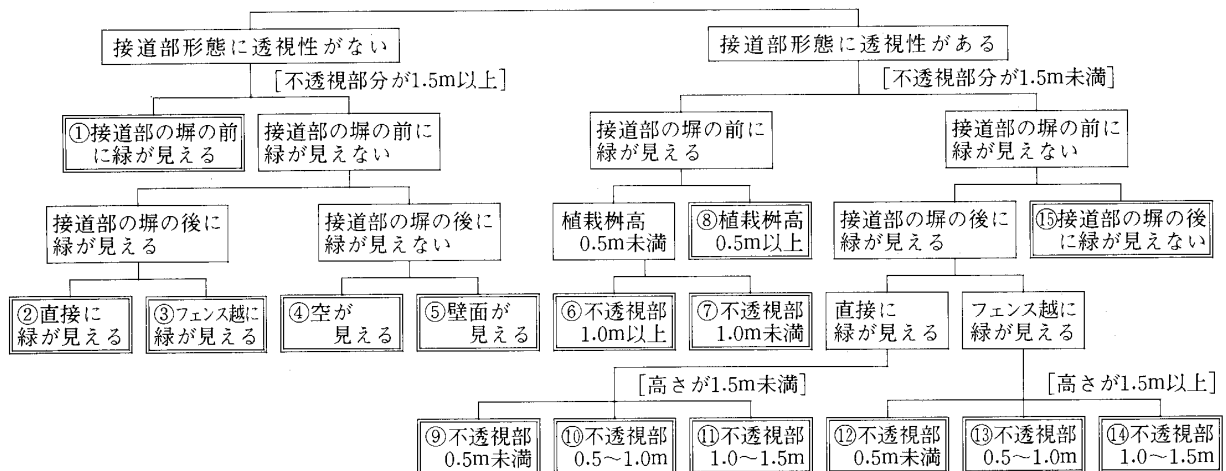 接道部形態に透視性がない
接道部形態に透視性がある
[不透視部分が1.5m以上]
[不透視部分が1.5m未満]
①接道部の塀の前
に緑が見える
接道部の塀の前に
緑が見えない
接道部の塀の前に
緑が見える
接道部の塀の前に
緑が見えない
接道部の塀の後に
緑が見える
接道部の塀の後に
緑が見えない
植栽桝高
0.5m未満
⑧植栽桝高
0.5m以上
接道部の塀の後に
緑が見える
⑮接道部の塀の後
に緑が見えない
②直接に
緑が見える
③フェンス越に
緑が見える
④空が
見える
⑤壁面が
見える
⑥不透視部
1.0m以上
⑦不透視部
1.0m未満
直接に
緑が見える
フェンス越に
緑が見える
[高さが1.5m未満]
[高さが1.5m以上]
⑨不透視部
0.5m未満
⑩不透視部
0.5〜1.0m
⑪不透視部
1.0〜1.5m
⑫不透視部
0.5m未満
⑬不透視部
0.5〜1.0m
⑭不透視部
1.0〜1.5m